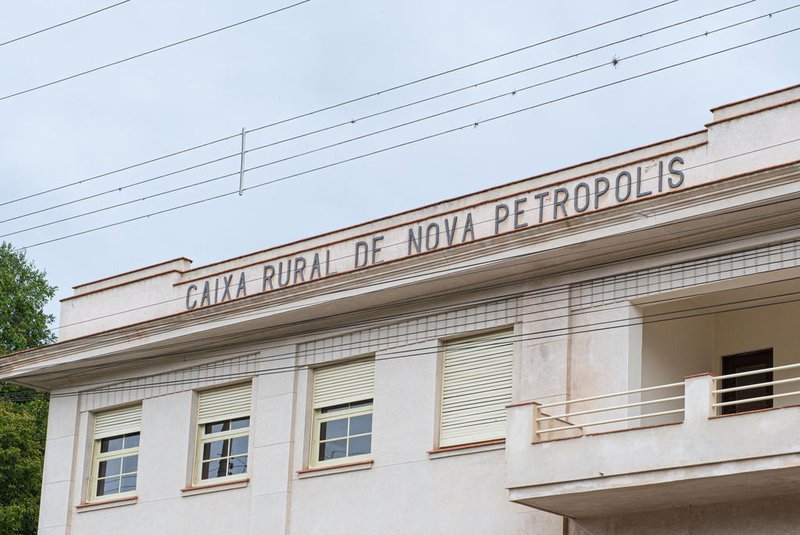 CAIXA RURAL DE NOVA PETROPOLIS